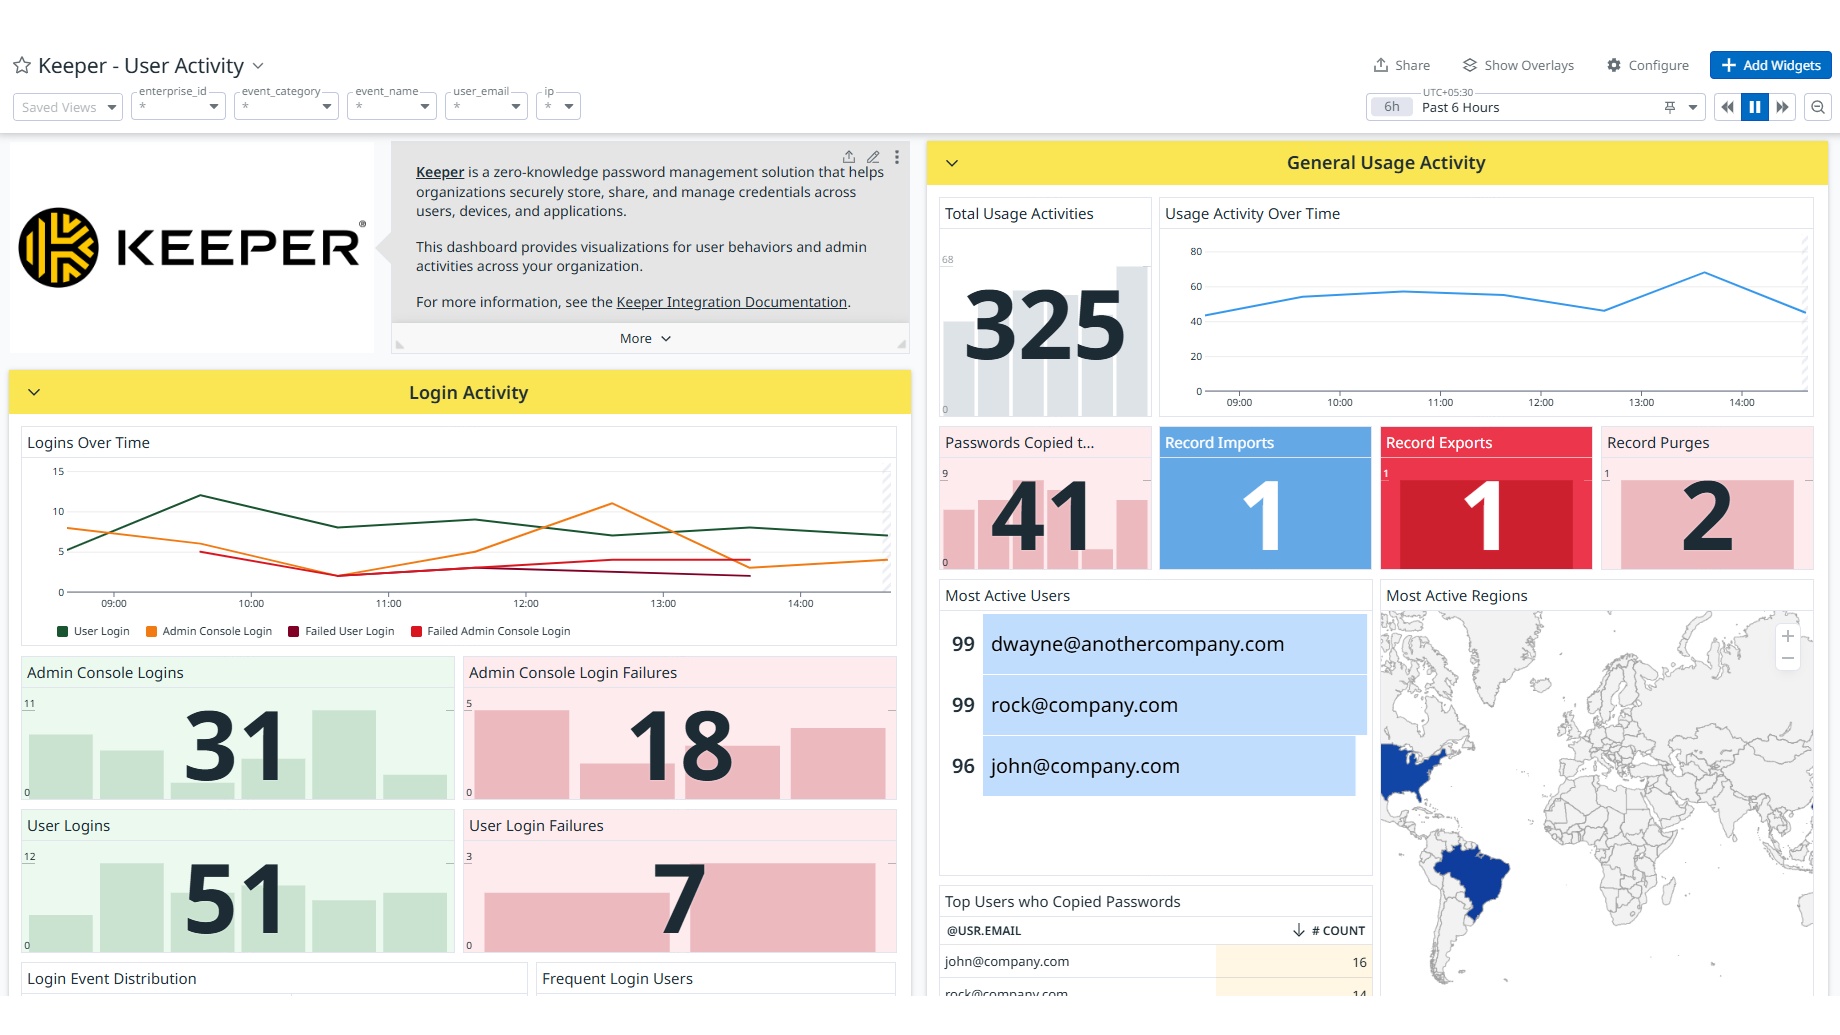 Keeper - User Activity
Share
Show Overlays
Configure
Add Widgets
Saved Views
enterprise_id
*
event_category
*
event_name
*
user_email
*
ip
*
UTC+05:30
6h
Past 6 Hours
KEEPER®
Keeper is a zero-knowledge password management solution that helps
organizations securely store, share, and manage credentials across
users, devices, and applications.
This dashboard provides visualizations for user behaviors and admin
activities across your organization.
For more information, see the Keeper Integration Documentation.
More
Login Activity
Logins Over Time
15
10
5
0
09:00
10:00
11:00
12:00
13:00
14:00
User Login
Admin Console Login
Failed User Login
Failed Admin Console Login
Admin Console Logins
11
31
0
Admin Console Login Failures
5
18
0
User Logins
12
51
0
User Login Failures
3
7
0
Login Event Distribution
Frequent Login Users
General Usage Activity
Total Usage Activities
68
325
0
Usage Activity Over Time
80
60
40
20
0
09:00
10:00
11:00
12:00
13:00
14:00
Passwords Copied t...
9
41
0
Record Imports
1
Record Exports
1
1
Record Purges
1
2
Most Active Users
99
dwayne@anothercompany.com
99
rock@company.com
96
john@company.com
Most Active Regions
+
−
Top Users who Copied Passwords
@USR.EMAIL
# COUNT
john@company.com
16
rock@company.com
14